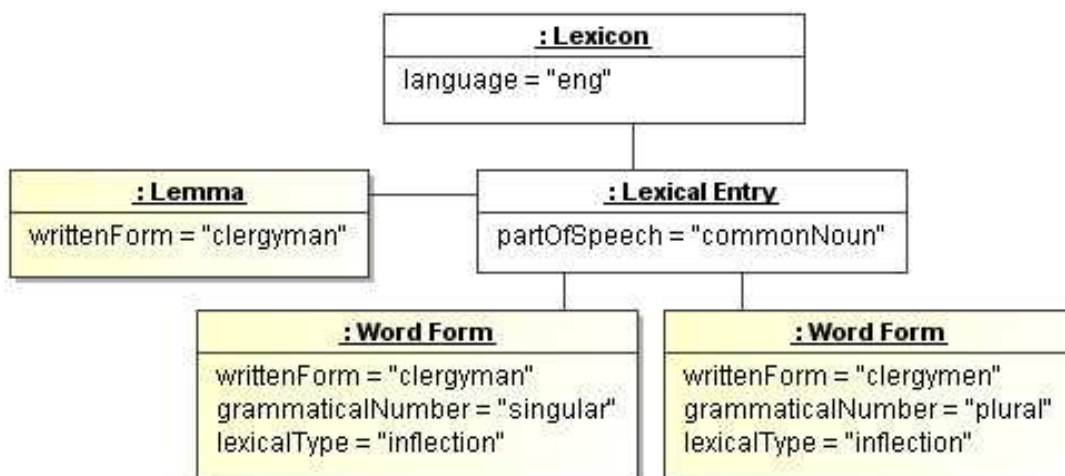 : Lexicon
language = "eng"
: Lemma
writtenForm = "clergyman"
: Lexical Entry
partOfSpeech = "commonNoun"
: Word Form
writtenForm = "clergyman"
grammaticalNumber = "singular"
lexicalType = "inflection"
: Word Form
writtenForm = "clergymen"
grammaticalNumber = "plural"
lexicalType = "inflection"